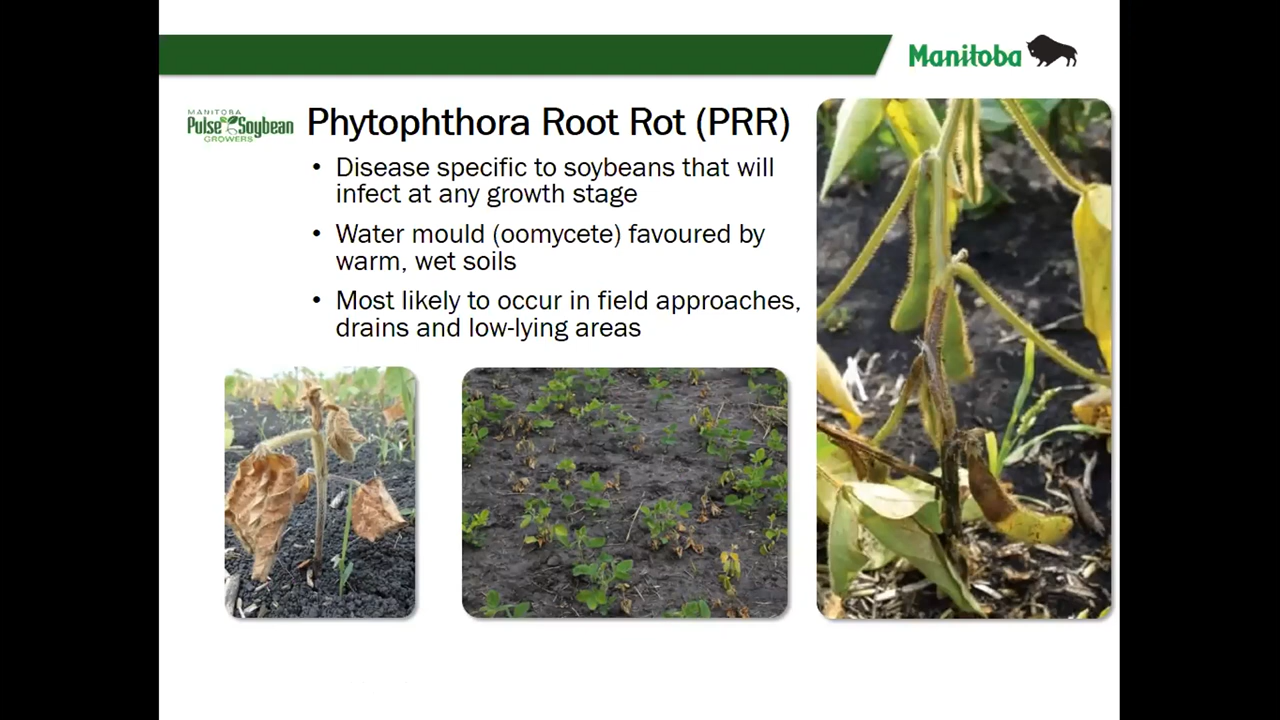 Manitoba
MANITOBA
Pulse Soybean
GROWERS
Phytophthora Root Rot (PRR)
• Disease specific to soybeans that will
infect at any growth stage
• Water mould (oomycete) favoured by
warm, wet soils
• Most likely to occur in field approaches,
drains and low-lying areas